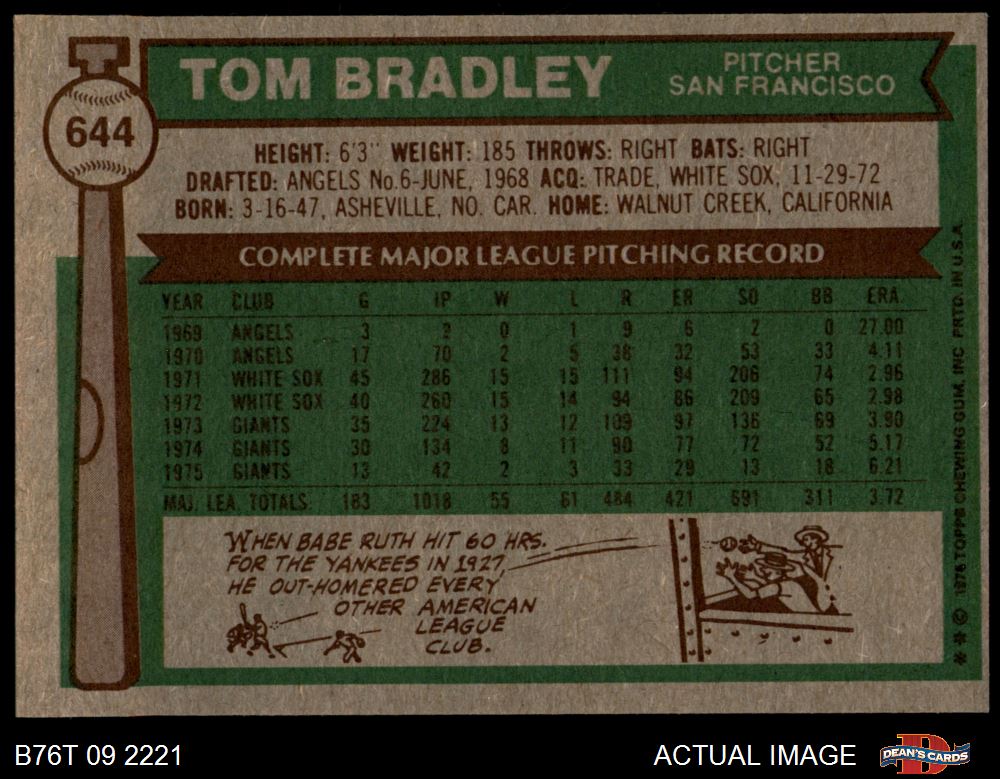 TOM BRADLEY
PITCHER
SAN FRANCISCO
644
HEIGHT: 6'3" WEIGHT: 185 THROWS: RIGHT BATS: RIGHT
DRAFTED: ANGELS No.6-JUNE, 1968 ACQ: TRADE, WHITE SOX, 11-29-72
BORN: 3-16-47, ASHEVILLE, NO. CAR. HOME: WALNUT CREEK, CALIFORNIA
COMPLETE MAJOR LEAGUE PITCHING RECORD
YEAR CLUB G IP W L R ER SO BB ERA
1969 ANGELS 3 2 0 1 9 6 2 0 27.00
1970 ANGELS 17 70 2 5 38 32 53 33 4.11
1971 WHITE SOX 45 286 15 15 111 94 206 74 2.96
1972 WHITE SOX 40 260 15 14 94 86 209 65 2.98
1973 GIANTS 35 224 13 12 109 97 136 69 3.90
1974 GIANTS 30 134 8 11 90 77 72 52 5.17
1975 GIANTS 13 42 2 3 33 29 13 18 6.21
MAJ. LEA. TOTALS 183 1018 55 61 484 421 691 311 3.72
WHEN BABE RUTH HIT 60 HRS.
FOR THE YANKEES IN 1927,
HE OUT-HOMERED EVERY
OTHER AMERICAN
LEAGUE
CLUB.
* * © 1976 TOPPS CHEWING GUM, INC. PRTD. IN U.S.A.
B76T 09 2221
ACTUAL IMAGE
DEAN'S CARDS